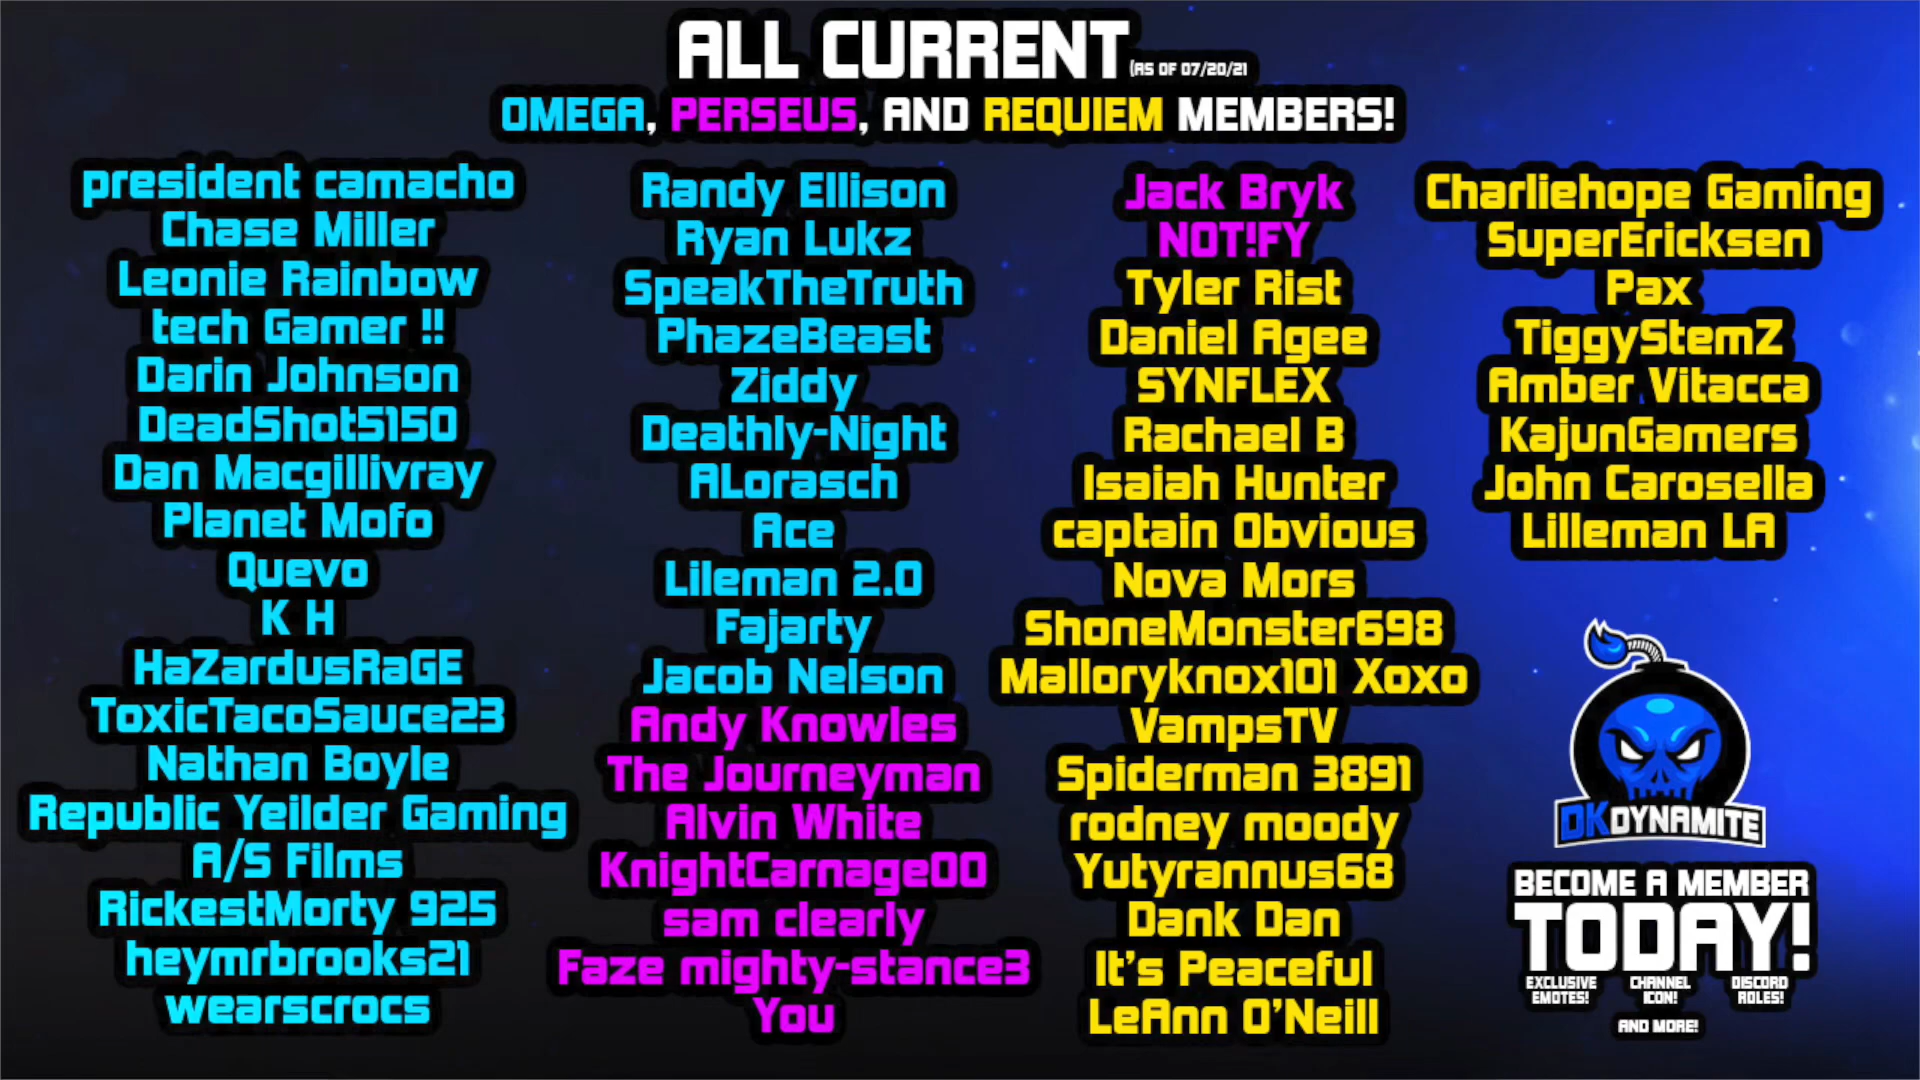 ALL CURRENT (AS OF 07/20/21
OMEGA, PERSEUS, AND REQUIEM MEMBERS!
president camacho
Chase Miller
Leonie Rainbow
tech Gamer !!
Darin Johnson
DeadShot5150
Dan Macgillivray
Planet Mofo
Quevo
K H
HaZardusRaGE
ToxicTacoSauce23
Nathan Boyle
Republic Yeilder Gaming
A/S Films
RickestMorty 925
heymrbrooks21
wearscrocs
Randy Ellison
Ryan Lukz
SpeakTheTruth
PhazeBeast
Ziddy
Deathly-Night
ALorasch
Ace
Lileman 2.0
Fajarty
Jacob Nelson
Andy Knowles
The Journeyman
Alvin White
KnightCarnage00
sam clearly
Faze mighty-stance3
You
Jack Bryk
NOT!FY
Tyler Rist
Daniel Agee
SYNFLEX
Rachael B
Isaiah Hunter
captain Obvious
Nova Mors
ShoneMonster698
Malloryknox101 Xoxo
VampsTV
Spiderman 3891
rodney moody
Yutyrannus68
Dank Dan
It's Peaceful
LeAnn O'Neill
Charliehope Gaming
SuperEricksen
Pax
TiggyStemZ
Amber Vitacca
KajunGamers
John Carosella
Lilleman LA
DKDYNAMITE
BECOME A MEMBER
TODAY!
EXCLUSIVE EMOTES!
CHANNEL ICON!
DISCORD ROLES!
AND MORE!